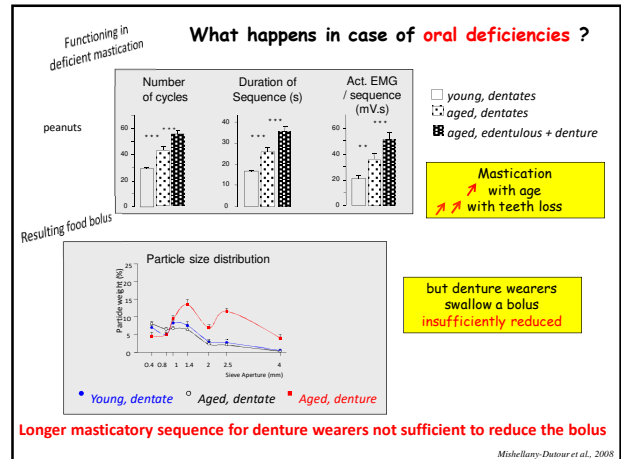 Functioning in
deficient mastication
What happens in case of oral deficiencies ?
Number
of cycles
Duration of
Sequence (s)
Act. EMG
/ sequence
(mV.s)
peanuts
60
40
20
0
* * *
* * *
40
30
20
10
0
* * *
* * *
60
40
20
0
* *
* * *
young, dentates
aged, dentates
aged, edentulous + denture
Mastication
↗ with age
↗ ↗ with teeth loss
Resulting food bolus
Particle size distribution
Particle weight (%)
25
20
15
10
5
0
0.4 0.8 1 1.4 2 2.5 4
Sieve Aperture (mm)
Young, dentate
Aged, dentate
Aged, denture
but denture wearers
swallow a bolus
insufficiently reduced
Longer masticatory sequence for denture wearers not sufficient to reduce the bolus
Mishellany-Dutour et al., 2008